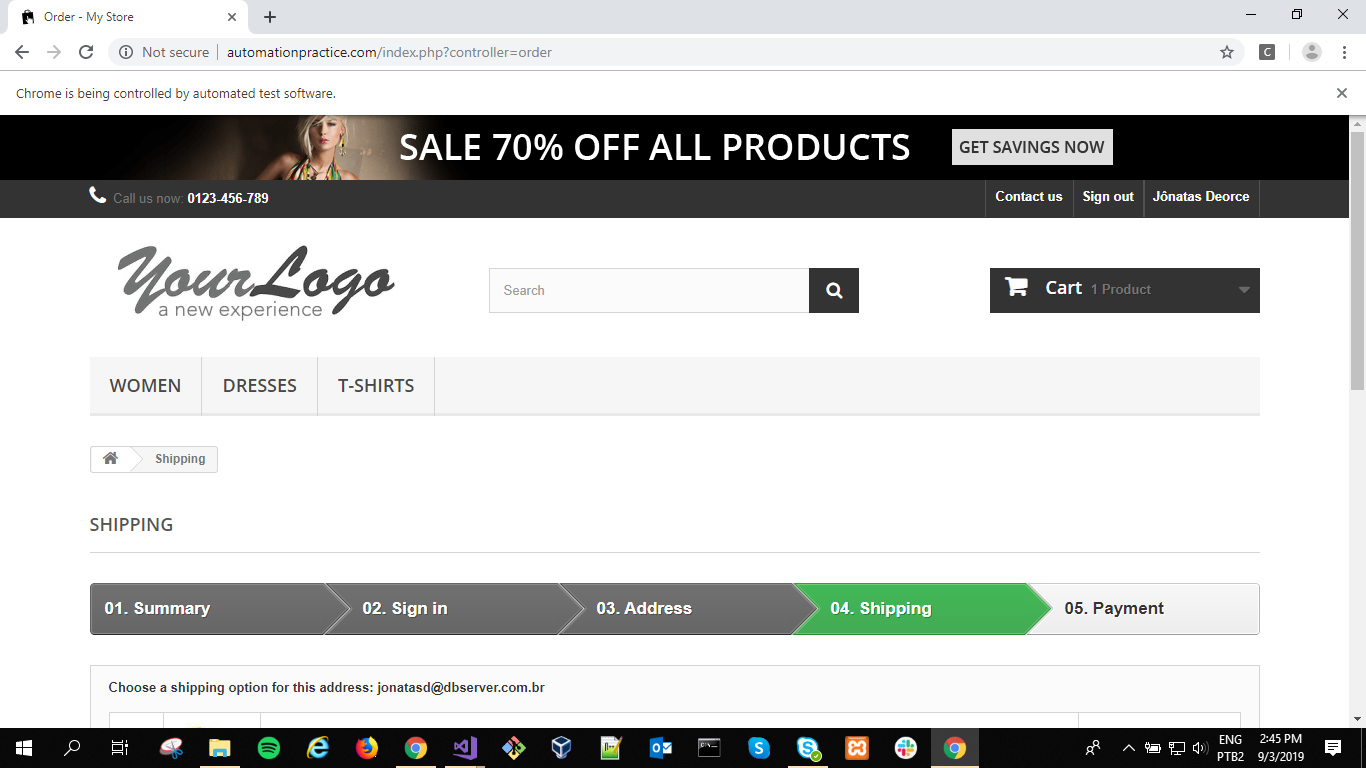 Order - My Store
Not secure automationpractice.com/index.php?controller=order
C
Chrome is being controlled by automated test software.
SALE 70% OFF ALL PRODUCTS GET SAVINGS NOW
Call us now: 0123-456-789 Contact us Sign out Jônatas Deorce
YourLogo
a new experience
Search
Cart 1 Product
WOMEN DRESSES T-SHIRTS
Shipping
SHIPPING
01. Summary 02. Sign in 03. Address 04. Shipping 05. Payment
Choose a shipping option for this address: jonatasd@dbserver.com.br
ENG 2:45 PM
PTB2 9/3/2019